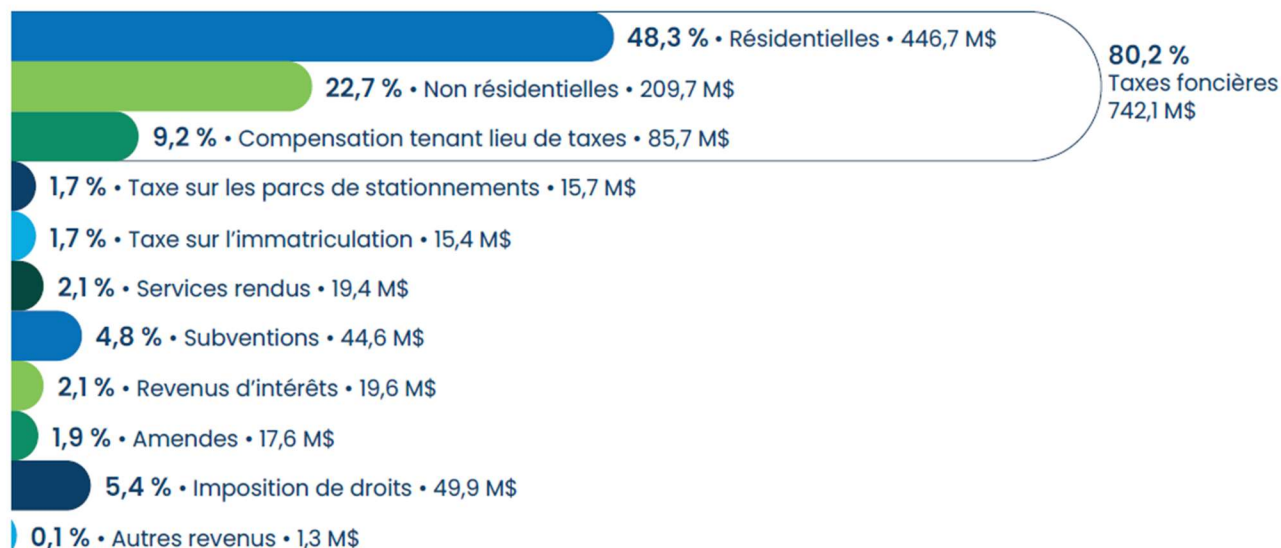 48,3 % • Résidentielles • 446,7 M$
22,7 % • Non résidentielles • 209,7 M$
9,2 % • Compensation tenant lieu de taxes • 85,7 M$
80,2 %
Taxes foncières
742,1 M$
1,7 % • Taxe sur les parcs de stationnements • 15,7 M$
1,7 % • Taxe sur l’immatriculation • 15,4 M$
2,1 % • Services rendus • 19,4 M$
4,8 % • Subventions • 44,6 M$
2,1 % • Revenus d’intérêts • 19,6 M$
1,9 % • Amendes • 17,6 M$
5,4 % • Imposition de droits • 49,9 M$
0,1 % • Autres revenus • 1,3 M$